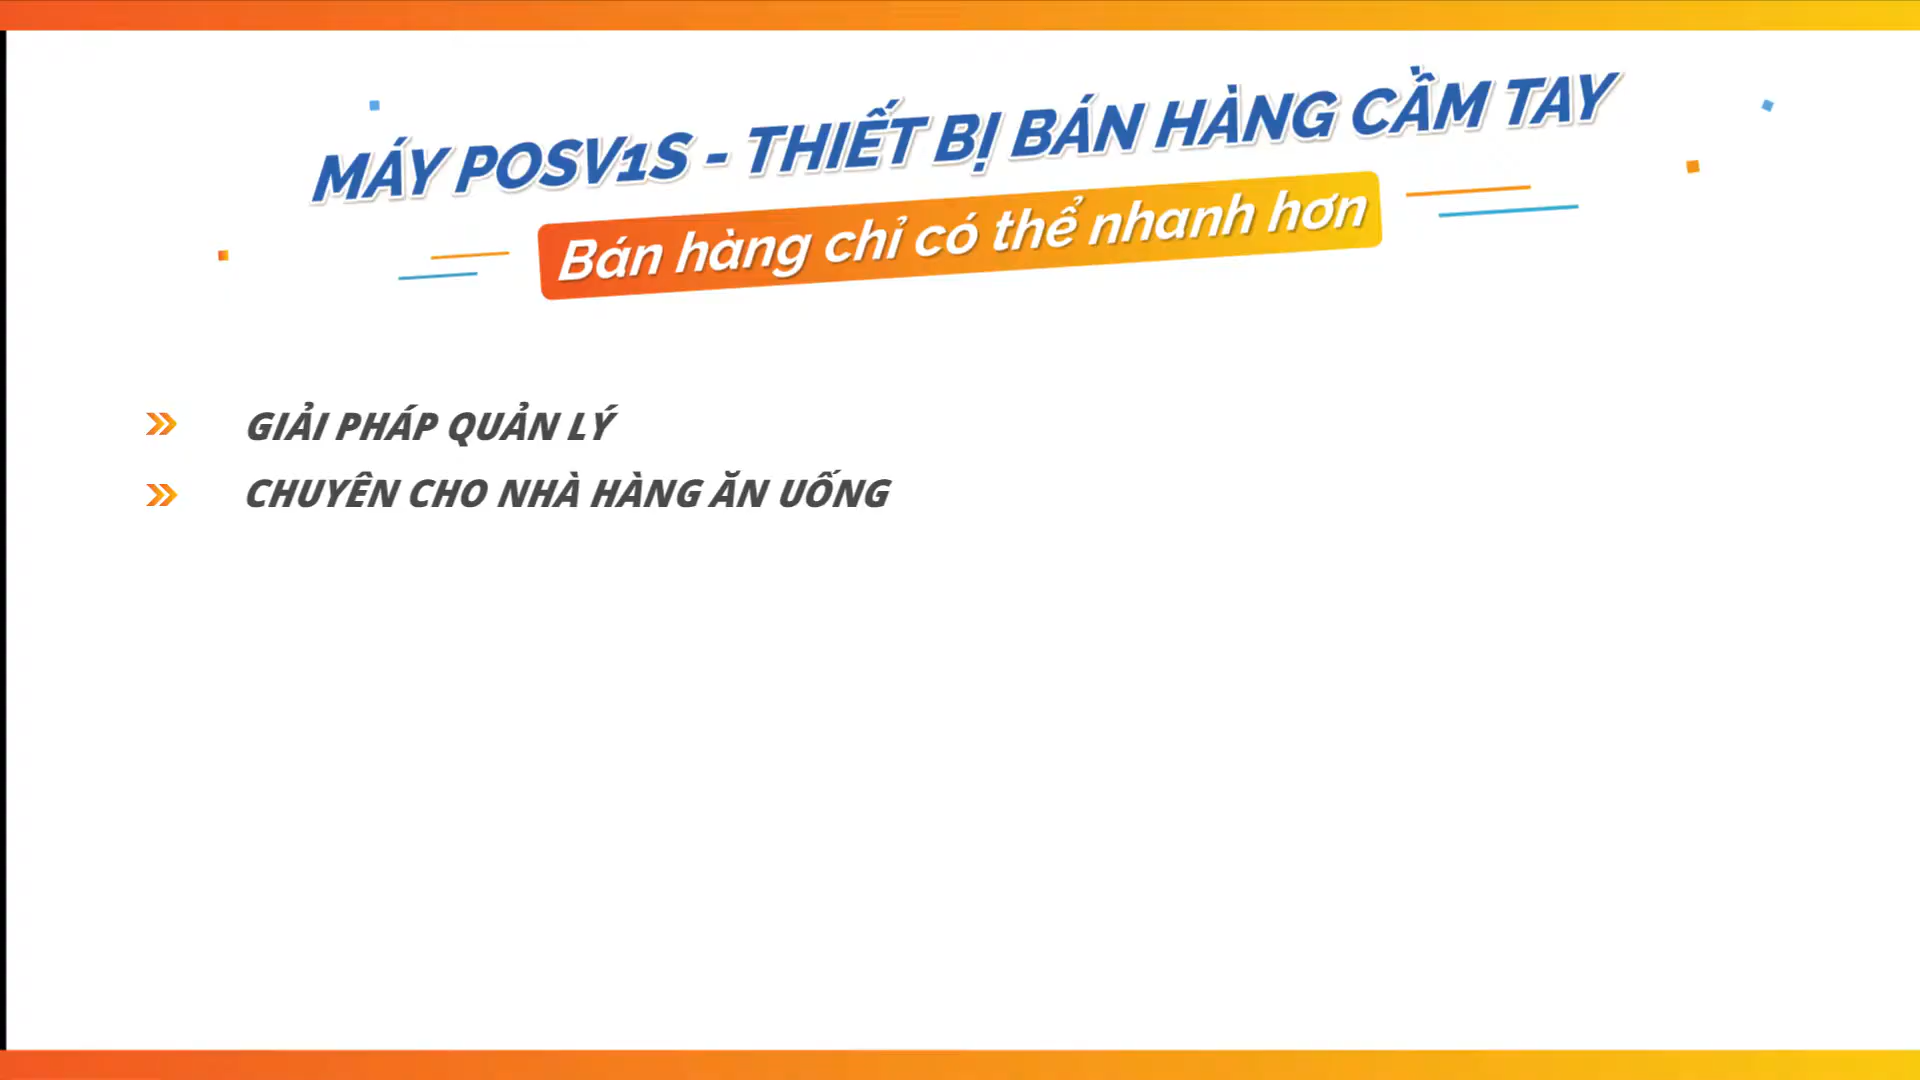 MÁY POSV1S - THIẾT BỊ BÁN HÀNG CẦM TAY
Bán hàng chỉ có thể nhanh hơn
GIẢI PHÁP QUẢN LÝ
CHUYÊN CHO NHÀ HÀNG ĂN UỐNG